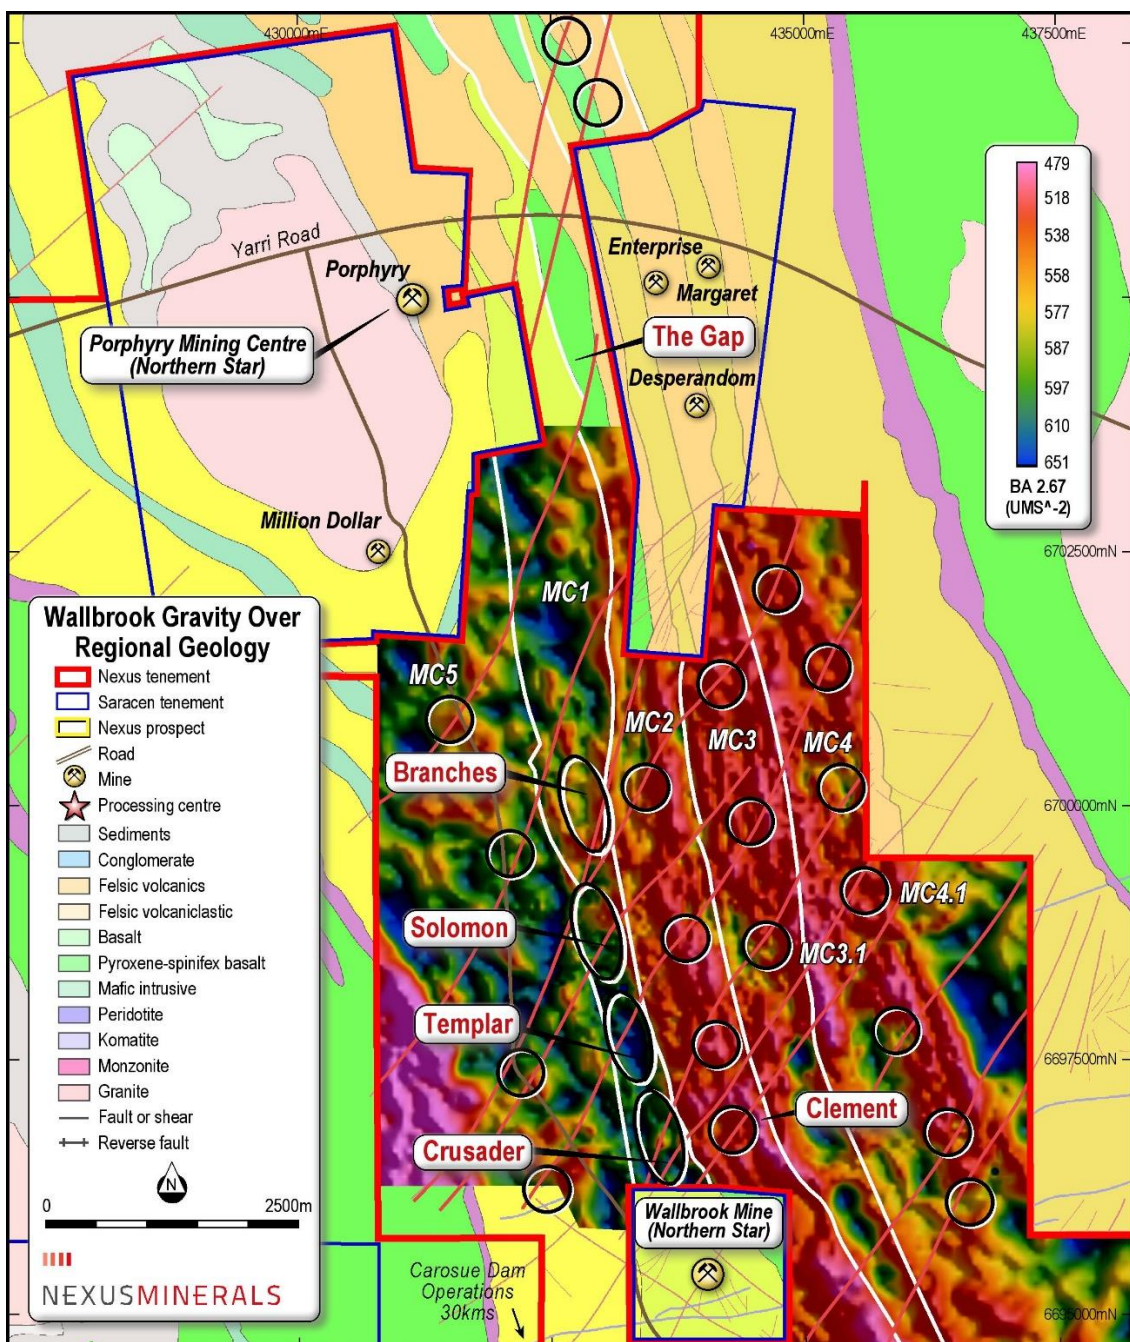 430000mE
435000mE
437500mE
Yarri Road
Porphyry
Porphyry Mining Centre
(Northern Star)
Enterprise
Margaret
The Gap
Desperandom
479
518
538
558
577
587
597
610
651
BA 2.67
(UMS^-2)
Million Dollar
6702500mN
MC1
MC5
MC2
MC3
MC4
Branches
6700000mN
MC4.1
Solomon
MC3.1
Templar
6697500mN
Clement
Crusader
Wallbrook Mine
(Northern Star)
Carosue Dam
Operations
30kms
6695000mN
Wallbrook Gravity Over
Regional Geology
Nexus tenement
Saracen tenement
Nexus prospect
Road
Mine
Processing centre
Sediments
Conglomerate
Felsic volcanics
Felsic volcaniclastic
Basalt
Pyroxene-spinifex basalt
Mafic intrusive
Peridotite
Komatite
Monzonite
Granite
Fault or shear
Reverse fault
N
0 2500m
NEXUSMINERALS